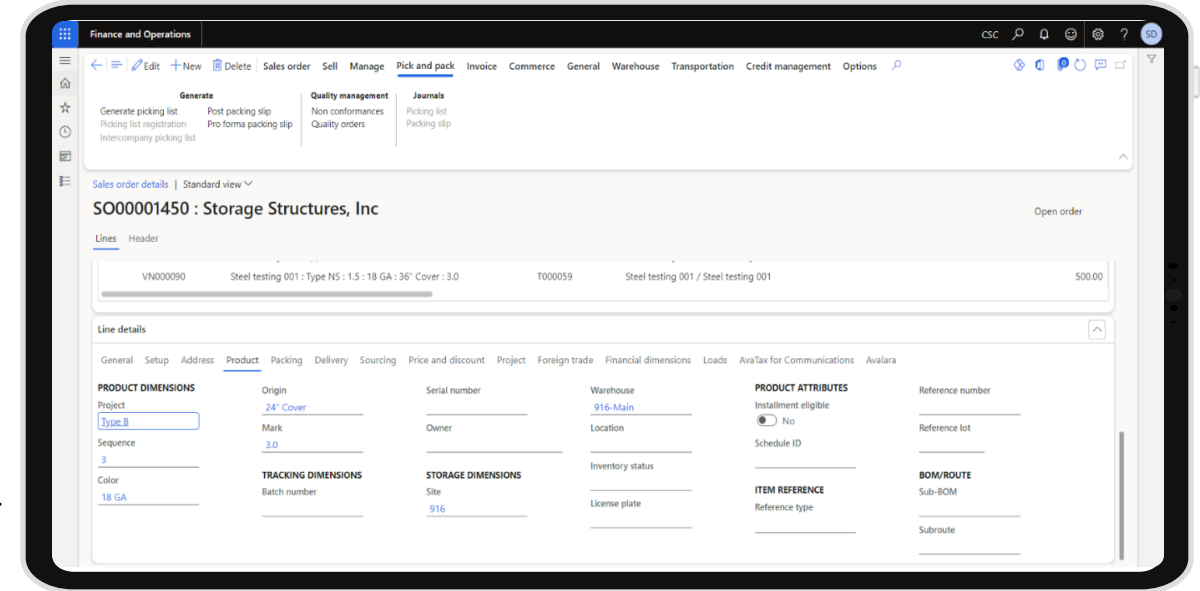 Finance and Operations CSC ? SD
Edit New Delete Sales order Sell Manage Pick and pack Invoice Commerce General Warehouse Transportation Credit management Options 0
Generate Quality management Journals
Generate picking list Post packing slip Non conformances Picking list
Picking list registration Pro forma packing slip Quality orders Packing slip
Intercompany picking list
Sales order details | Standard view
SO00001450 : Storage Structures, Inc
Open order
Lines Header
VN000090 Steel testing 001 : Type NS : 1.5 : 18 GA : 36" Cover : 3.0 T000059 Steel testing 001 / Steel testing 001 500.00
Line details
General Setup Address Product Packing Delivery Sourcing Price and discount Project Foreign trade Financial dimensions Loads AvaTax for Communications Avalara
PRODUCT DIMENSIONS
Project
Type B
Sequence
3
Color
18 GA
Origin
24" Cover
Mark
3.0
TRACKING DIMENSIONS
Batch number
Serial number
Owner
STORAGE DIMENSIONS
Site
916
Warehouse
916-Main
Location
Inventory status
License plate
PRODUCT ATTRIBUTES
Installment eligible
No
Schedule ID
ITEM REFERENCE
Reference type
Reference number
Reference lot
BOM/ROUTE
Sub-BOM
Subroute